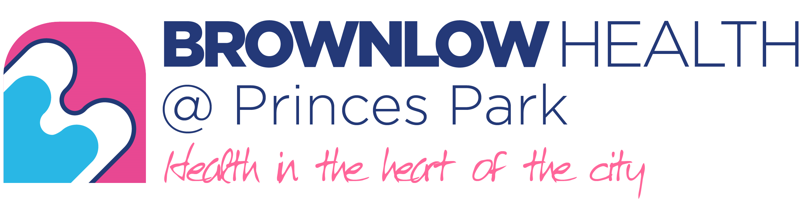 BROWNLOW HEALTH
@ Princes Park
Health in the heart of the city